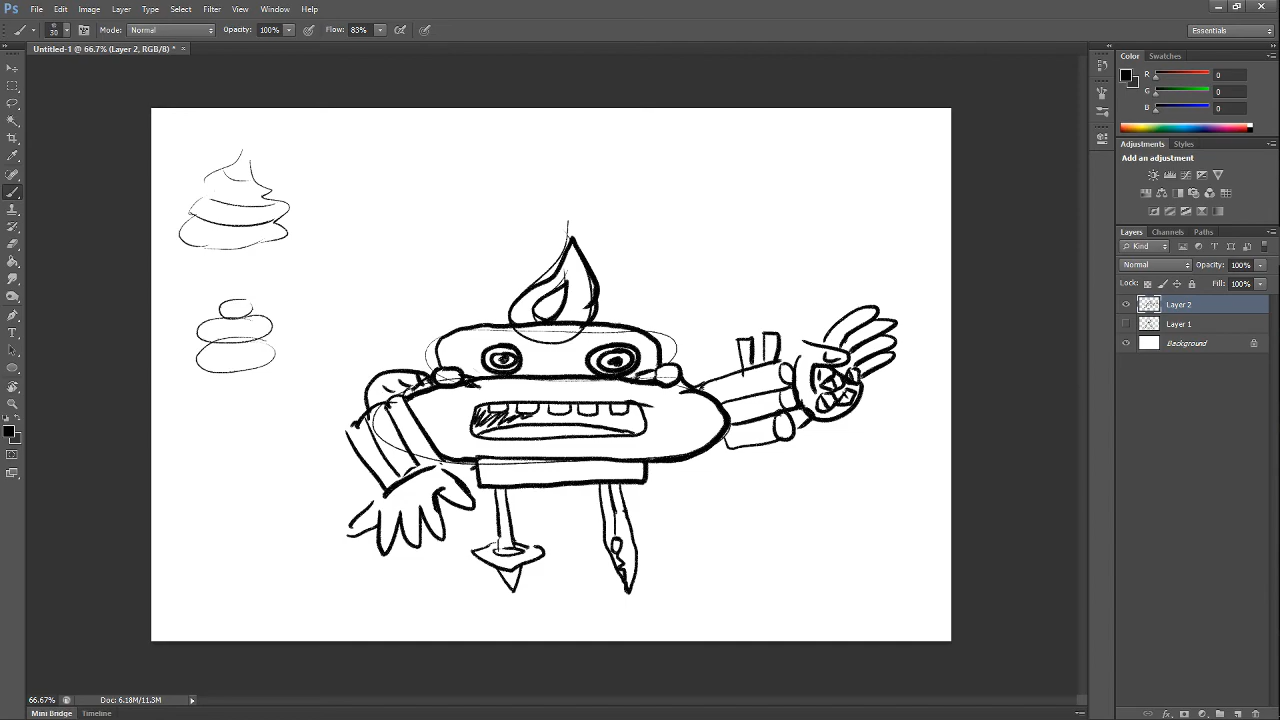 Ps File Edit Image Layer Type Select Filter View Window Help
30 Mode: Normal Opacity: 100% Flow: 83% Essentials
Untitled-1 @ 66.7% (Layer 2, RGB/8) * ×
Color Swatches
R 0
G 0
B 0
Adjustments Styles
Add an adjustment
Layers Channels Paths
Kind
Normal Opacity: 100%
Lock: Fill: 100%
Layer 2
Layer 1
Background
66.67% Doc: 6.18M/11.3M
Mini Bridge Timeline